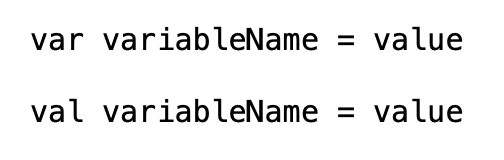 var variableName = value
val variableName = value